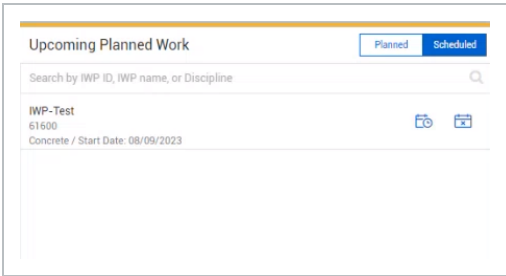 Upcoming Planned Work
Planned
Scheduled
Search by IWP ID, IWP name, or Discipline
IWP-Test
61600
Concrete / Start Date: 08/09/2023